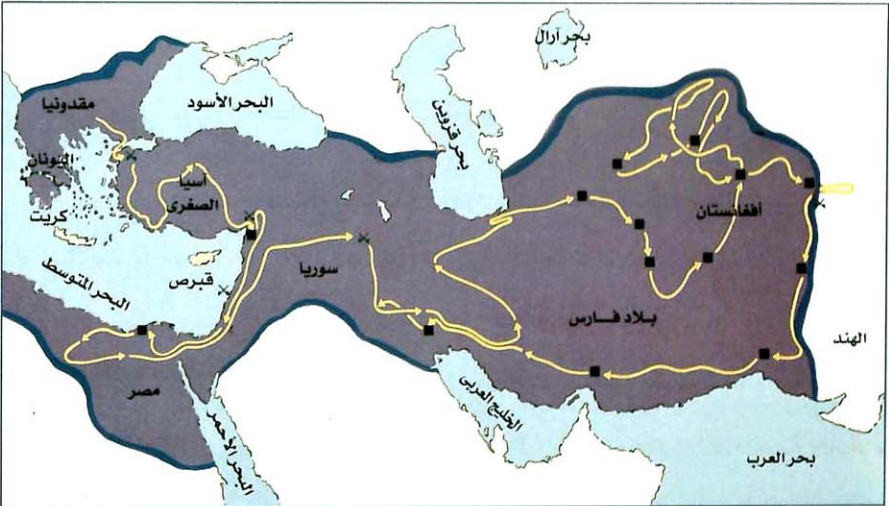 بحر آرال
مقدونيا
البحر الأسود
بحر قزوين
اليونان
آسيا
الصغرى
أفغانستان
كريت
قبرص
سوريا
البحر المتوسط
بلاد فارس
الهند
مصر
الخليج العربى
البحر الأحمر
بحر العرب